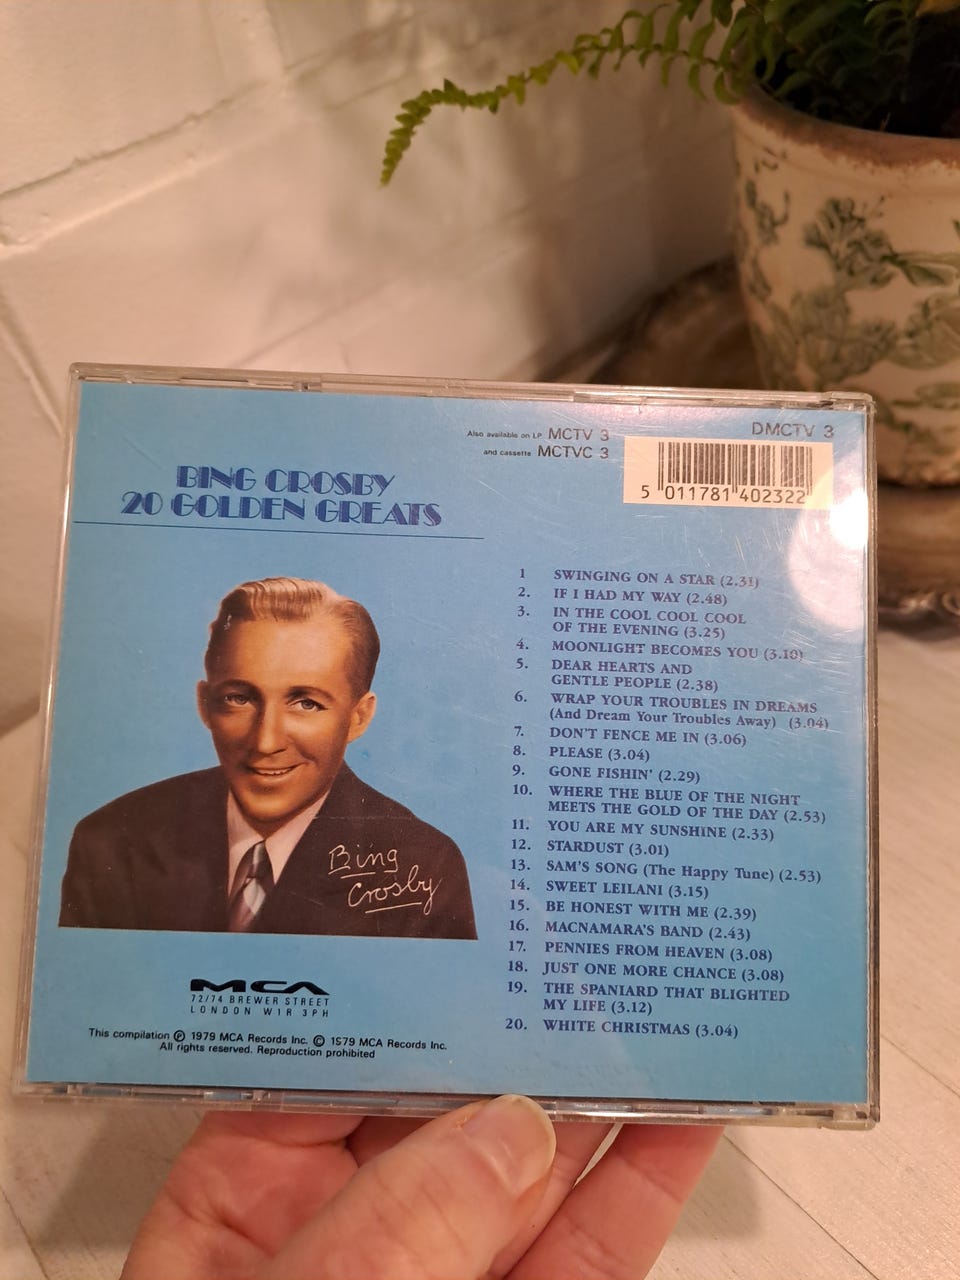 Also available on LP MCTV 3
and cassette MCTVC 3
DMCTV 3
5 011781 402322
BING CROSBY
20 GOLDEN GREATS
1 SWINGING ON A STAR (2.31)
2. IF I HAD MY WAY (2.48)
3. IN THE COOL COOL COOL
OF THE EVENING (3.25)
4. MOONLIGHT BECOMES YOU (3.10)
5. DEAR HEARTS AND
GENTLE PEOPLE (2.38)
6. WRAP YOUR TROUBLES IN DREAMS
(And Dream Your Troubles Away) (3.04)
7. DON'T FENCE ME IN (3.06)
8. PLEASE (3.04)
9. GONE FISHIN' (2.29)
10. WHERE THE BLUE OF THE NIGHT
MEETS THE GOLD OF THE DAY (2.53)
11. YOU ARE MY SUNSHINE (2.33)
12. STARDUST (3.01)
13. SAM'S SONG (The Happy Tune) (2.53)
14. SWEET LEILANI (3.15)
15. BE HONEST WITH ME (2.39)
16. MACNAMARA'S BAND (2.43)
17. PENNIES FROM HEAVEN (3.08)
18. JUST ONE MORE CHANCE (3.08)
19. THE SPANIARD THAT BLIGHTED
MY LIFE (3.12)
20. WHITE CHRISTMAS (3.04)
Bing
Crosby
MCA
72/74 BREWER STREET
LONDON W1R 3PH
This compilation ℗ 1979 MCA Records Inc. © 1979 MCA Records Inc.
All rights reserved. Reproduction prohibited